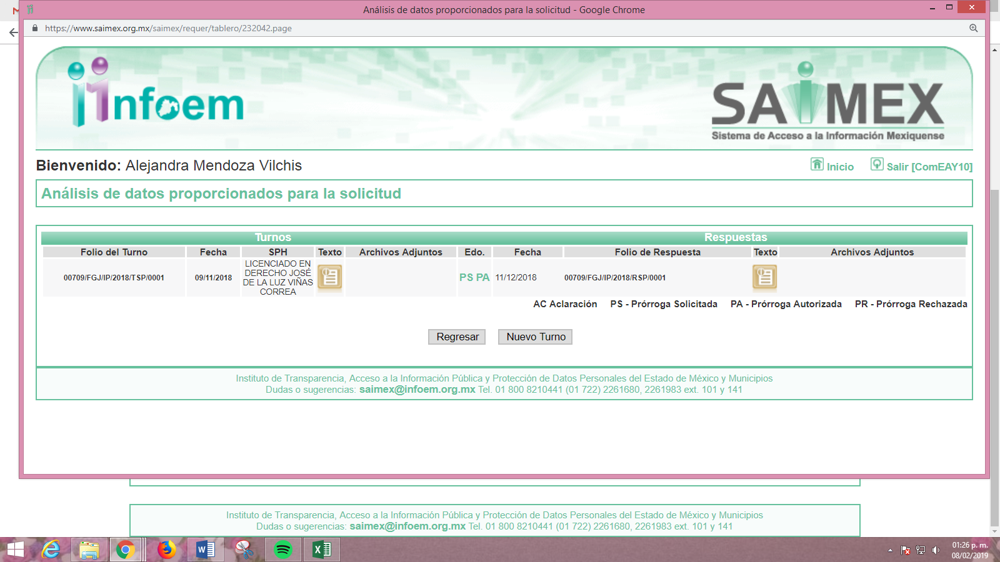 Análisis de datos proporcionados para la solicitud - Google Chrome
https://www.saimex.org.mx/saimex/requer/tablero/232042.page
infoem
SAIMEX
Sistema de Acceso a la Información Mexiquense
Bienvenido: Alejandra Mendoza Vilchis
Inicio
Salir [ComEAY10]
Análisis de datos proporcionados para la solicitud
Turnos
Respuestas
Folio del Turno
Fecha
SPH
Texto
Archivos Adjuntos
Edo.
Fecha
Folio de Respuesta
Texto
Archivos Adjuntos
00709/FGJ/IP/2018/TSP/0001
09/11/2018
LICENCIADO EN
DERECHO JOSÉ
DE LA LUZ VIÑAS
CORREA
PS PA
11/12/2018
00709/FGJ/IP/2018/RSP/0001
AC Aclaración
PS - Prórroga Solicitada
PA - Prórroga Autorizada
PR - Prórroga Rechazada
Regresar
Nuevo Turno
Instituto de Transparencia, Acceso a la Información Pública y Protección de Datos Personales del Estado de México y Municipios
Dudas o sugerencias: saimex@infoem.org.mx Tel. 01 800 8210441 (01 722) 2261680, 2261983 ext. 101 y 141
Instituto de Transparencia, Acceso a la Información Pública y Protección de Datos Personales del Estado de México y Municipios
Dudas o sugerencias: saimex@infoem.org.mx Tel. 01 800 8210441 (01 722) 2261680, 2261983 ext. 101 y 141
01:26 p. m.
08/02/2019